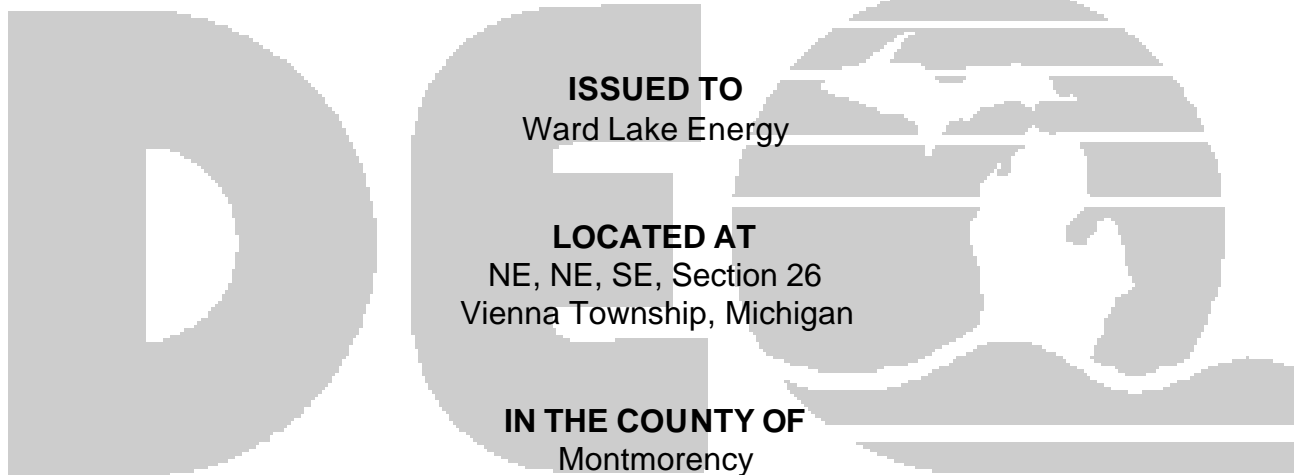 DEQ
ISSUED TO
Ward Lake Energy
LOCATED AT
NE, NE, SE, Section 26
Vienna Township, Michigan
IN THE COUNTY OF
Montmorency